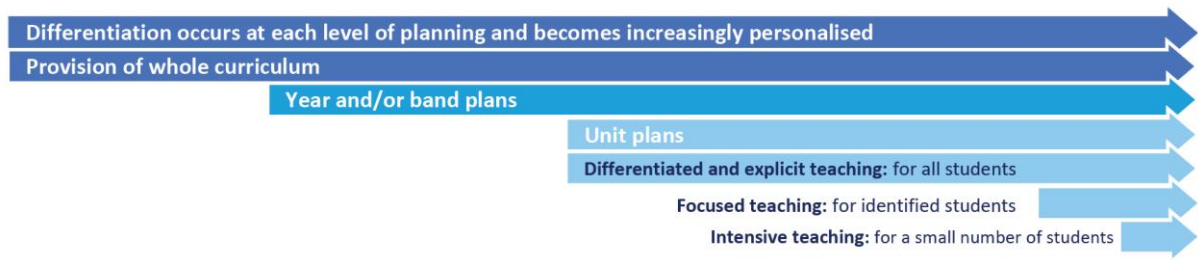 Differentiation occurs at each level of planning and becomes increasingly personalised
Provision of whole curriculum
Year and/or band plans
Unit plans
Differentiated and explicit teaching: for all students
Focused teaching: for identified students
Intensive teaching: for a small number of students